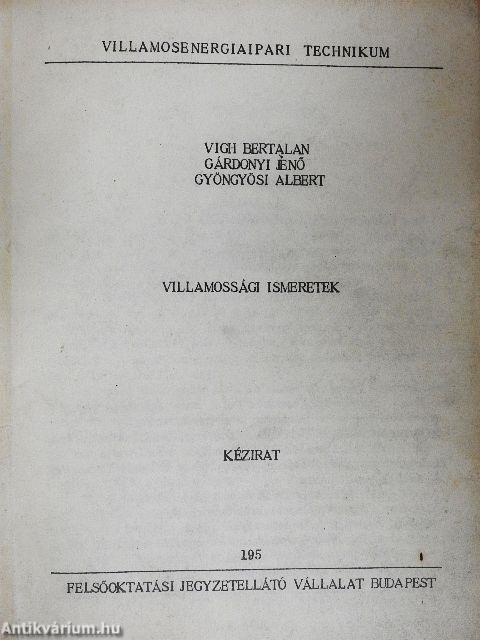 VILLAMOSENERGIAIPARI TECHNIKUM
VIGH BERTALAN
GÁRDONYI JENŐ
GYÖNGYÖSI ALBERT
VILLAMOSSÁGI ISMERETEK
KÉZIRAT
195
FELSŐOKTATÁSI JEGYZETELLÁTÓ VÁLLALAT BUDAPEST
Antikvárium.hu